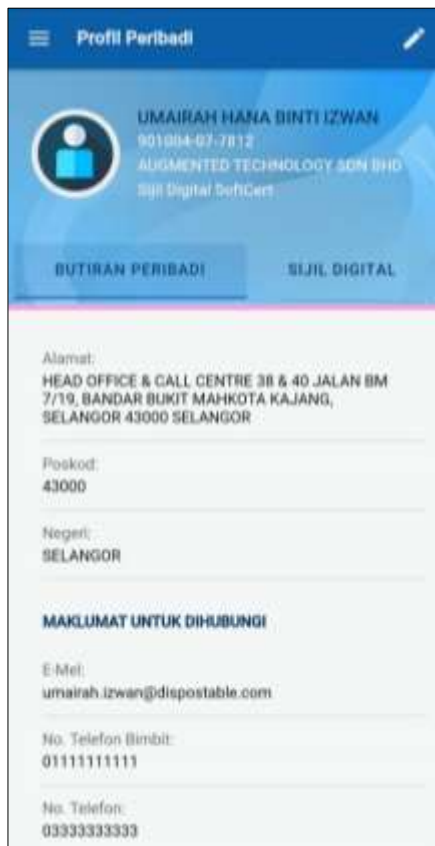 Profil Peribadi
UMAIRAH HANA BINTI IZWAN
901004-07-7812
AUGMENTED TECHNOLOGY SDN BHD
Sijil Digital SoftCert
BUTIRAN PERIBADI
SIJIL DIGITAL
Alamat:
HEAD OFFICE & CALL CENTRE 38 & 40 JALAN BM
7/19, BANDAR BUKIT MAHKOTA KAJANG,
SELANGOR 43000 SELANGOR
Poskod:
43000
Negeri:
SELANGOR
MAKLUMAT UNTUK DIHUBUNGI
E-Mel:
umairah.izwan@dispostable.com
No. Telefon Bimbit:
01111111111
No. Telefon:
03333333333